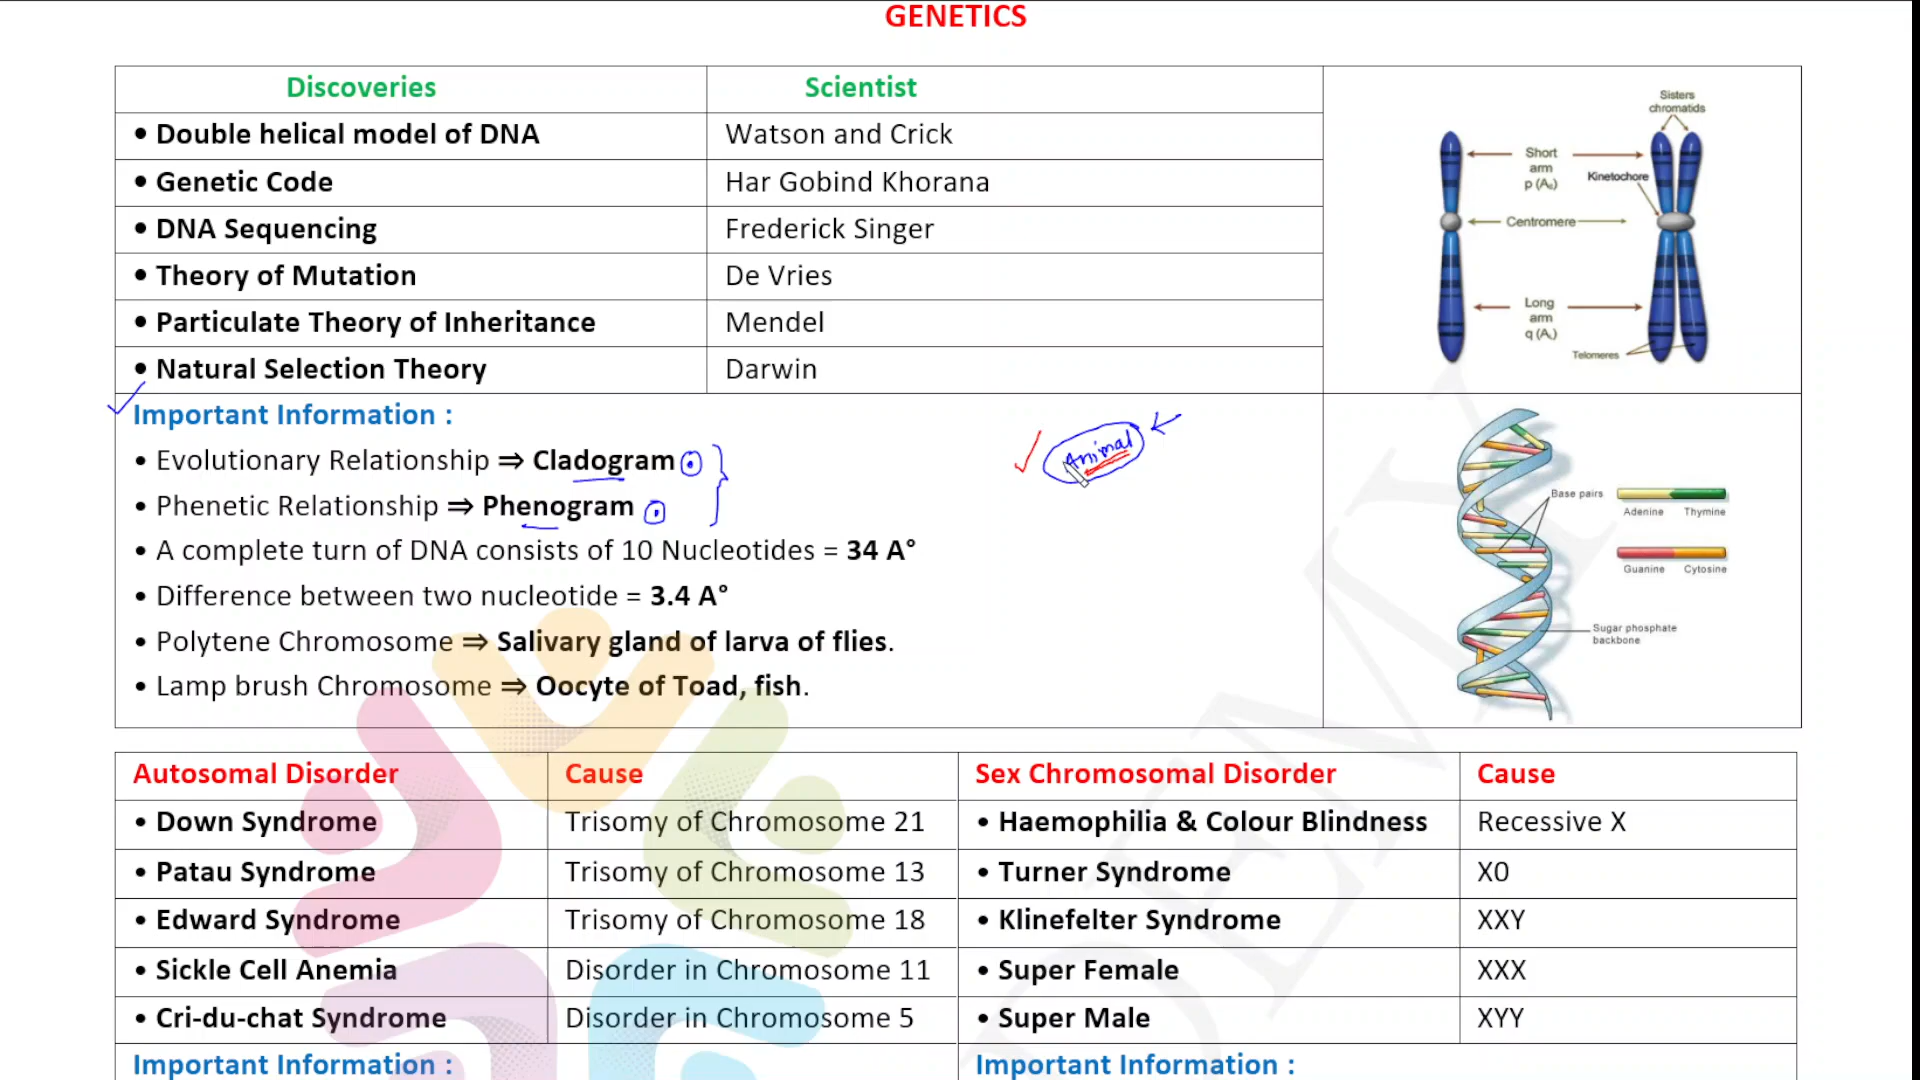 GENETICS
Discoveries Scientist
• Double helical model of DNA Watson and Crick
• Genetic Code Har Gobind Khorana
• DNA Sequencing Frederick Singer
• Theory of Mutation De Vries
• Particulate Theory of Inheritance Mendel
• Natural Selection Theory Darwin
Sisters
chromatids
Short
arm
p (A
Kinetochore
Centromere
Long
arm
q (A
Telomeres
Important Information :
• Evolutionary Relationship ⇒ Cladogram
• Phenetic Relationship ⇒ Phenogram
• A complete turn of DNA consists of 10 Nucleotides = 34 A°
• Difference between two nucleotide = 3.4 A°
• Polytene Chromosome ⇒ Salivary gland of larva of flies.
• Lamp brush Chromosome ⇒ Oocyte of Toad, fish.
Animal
Base pairs
Adenine Thymine
Guanine Cytosine
Sugar phosphate
backbone
Autosomal Disorder Cause Sex Chromosomal Disorder Cause
• Down Syndrome Trisomy of Chromosome 21 • Haemophilia & Colour Blindness Recessive X
• Patau Syndrome Trisomy of Chromosome 13 • Turner Syndrome X0
• Edward Syndrome Trisomy of Chromosome 18 • Klinefelter Syndrome XXY
• Sickle Cell Anemia Disorder in Chromosome 11 • Super Female XXX
• Cri-du-chat Syndrome Disorder in Chromosome 5 • Super Male XYY
Important Information : Important Information :
DEMY